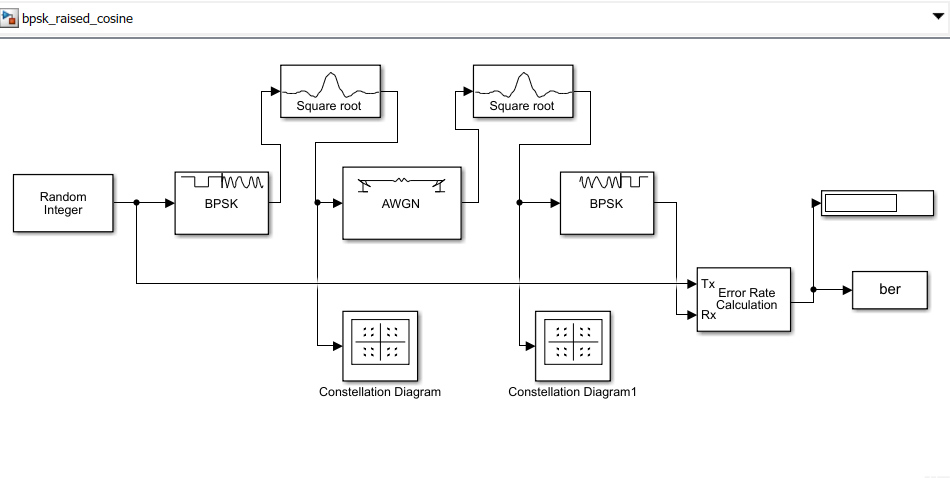 bpsk_raised_cosine
Square root
Square root
Random
Integer
BPSK
AWGN
BPSK
Tx
Error Rate
Calculation
Rx
ber
Constellation Diagram
Constellation Diagram1